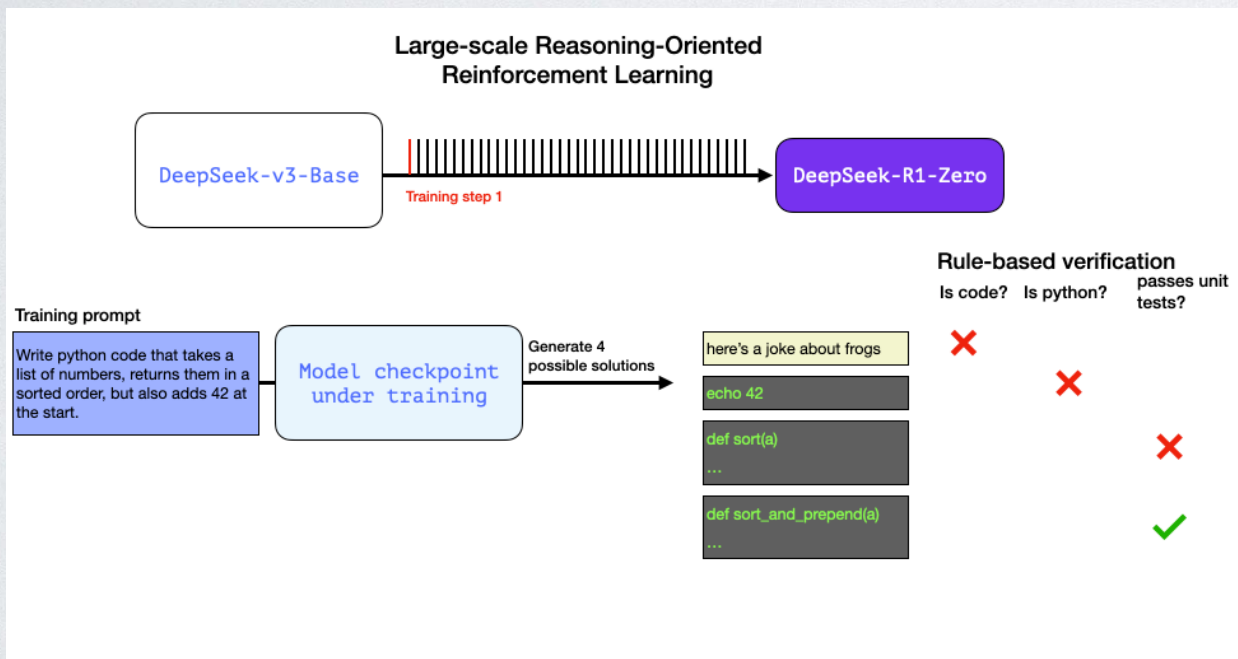 Large-scale Reasoning-Oriented
Reinforcement Learning
DeepSeek-v3-Base
DeepSeek-R1-Zero
Training step 1
Rule-based verification
Is code?
Is python?
passes unit
tests?
Training prompt
Write python code that takes a
list of numbers, returns them in a
sorted order, but also adds 42 at
the start.
Model checkpoint
under training
Generate 4
possible solutions
here's a joke about frogs
echo 42
def sort(a)
...
def sort_and_prepend(a)
...